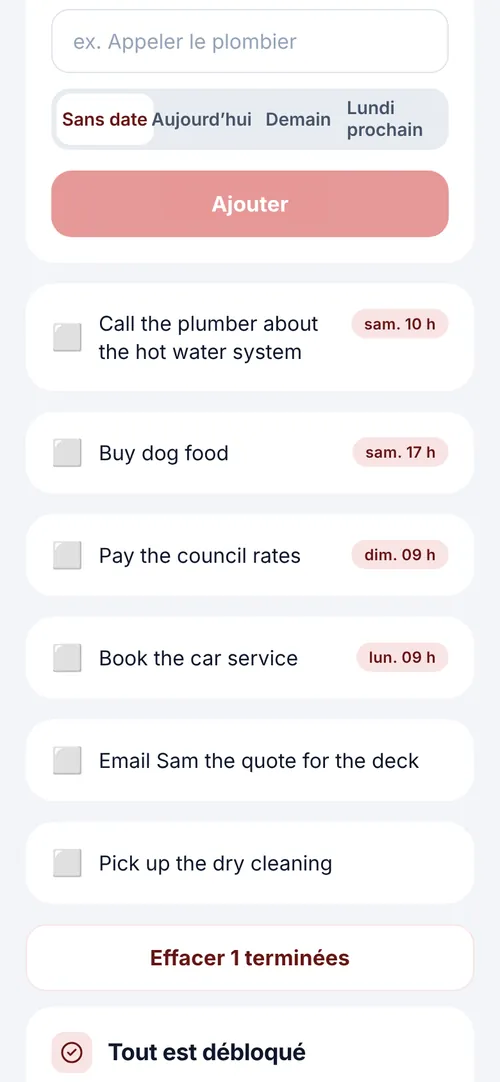 ex. Appeler le plombier
Sans date Aujourd’hui Demain Lundi
prochain
Ajouter
Call the plumber about sam. 10 h
the hot water system
Buy dog food sam. 17 h
Pay the council rates dim. 09 h
Book the car service lun. 09 h
Email Sam the quote for the deck
Pick up the dry cleaning
Effacer 1 terminées
Tout est débloqué